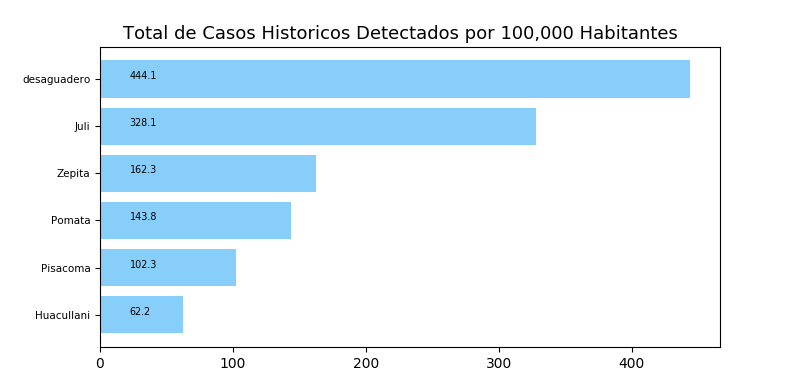 Total de Casos Historicos Detectados por 100,000 Habitantes
desaguadero 444.1
Juli 328.1
Zepita 162.3
Pomata 143.8
Pisacoma 102.3
Huacullani 62.2
0 100 200 300 400